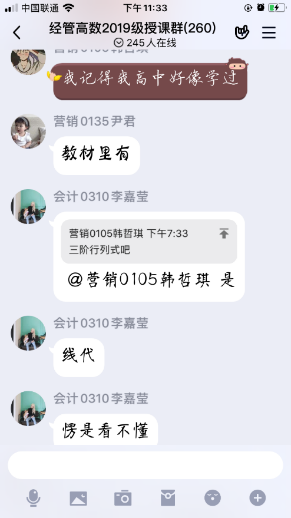 中国联通
下午11:33
经管高数2019级授课群(260)
245人在线
我记得我高中好像学过
营销0135尹君
教材里有
会计0310李嘉莹
营销0105韩哲琪 下午7:33
三阶行列式吧
@营销0105韩哲琪 是
会计0310李嘉莹
线代
会计0310李嘉莹
愣是看不懂